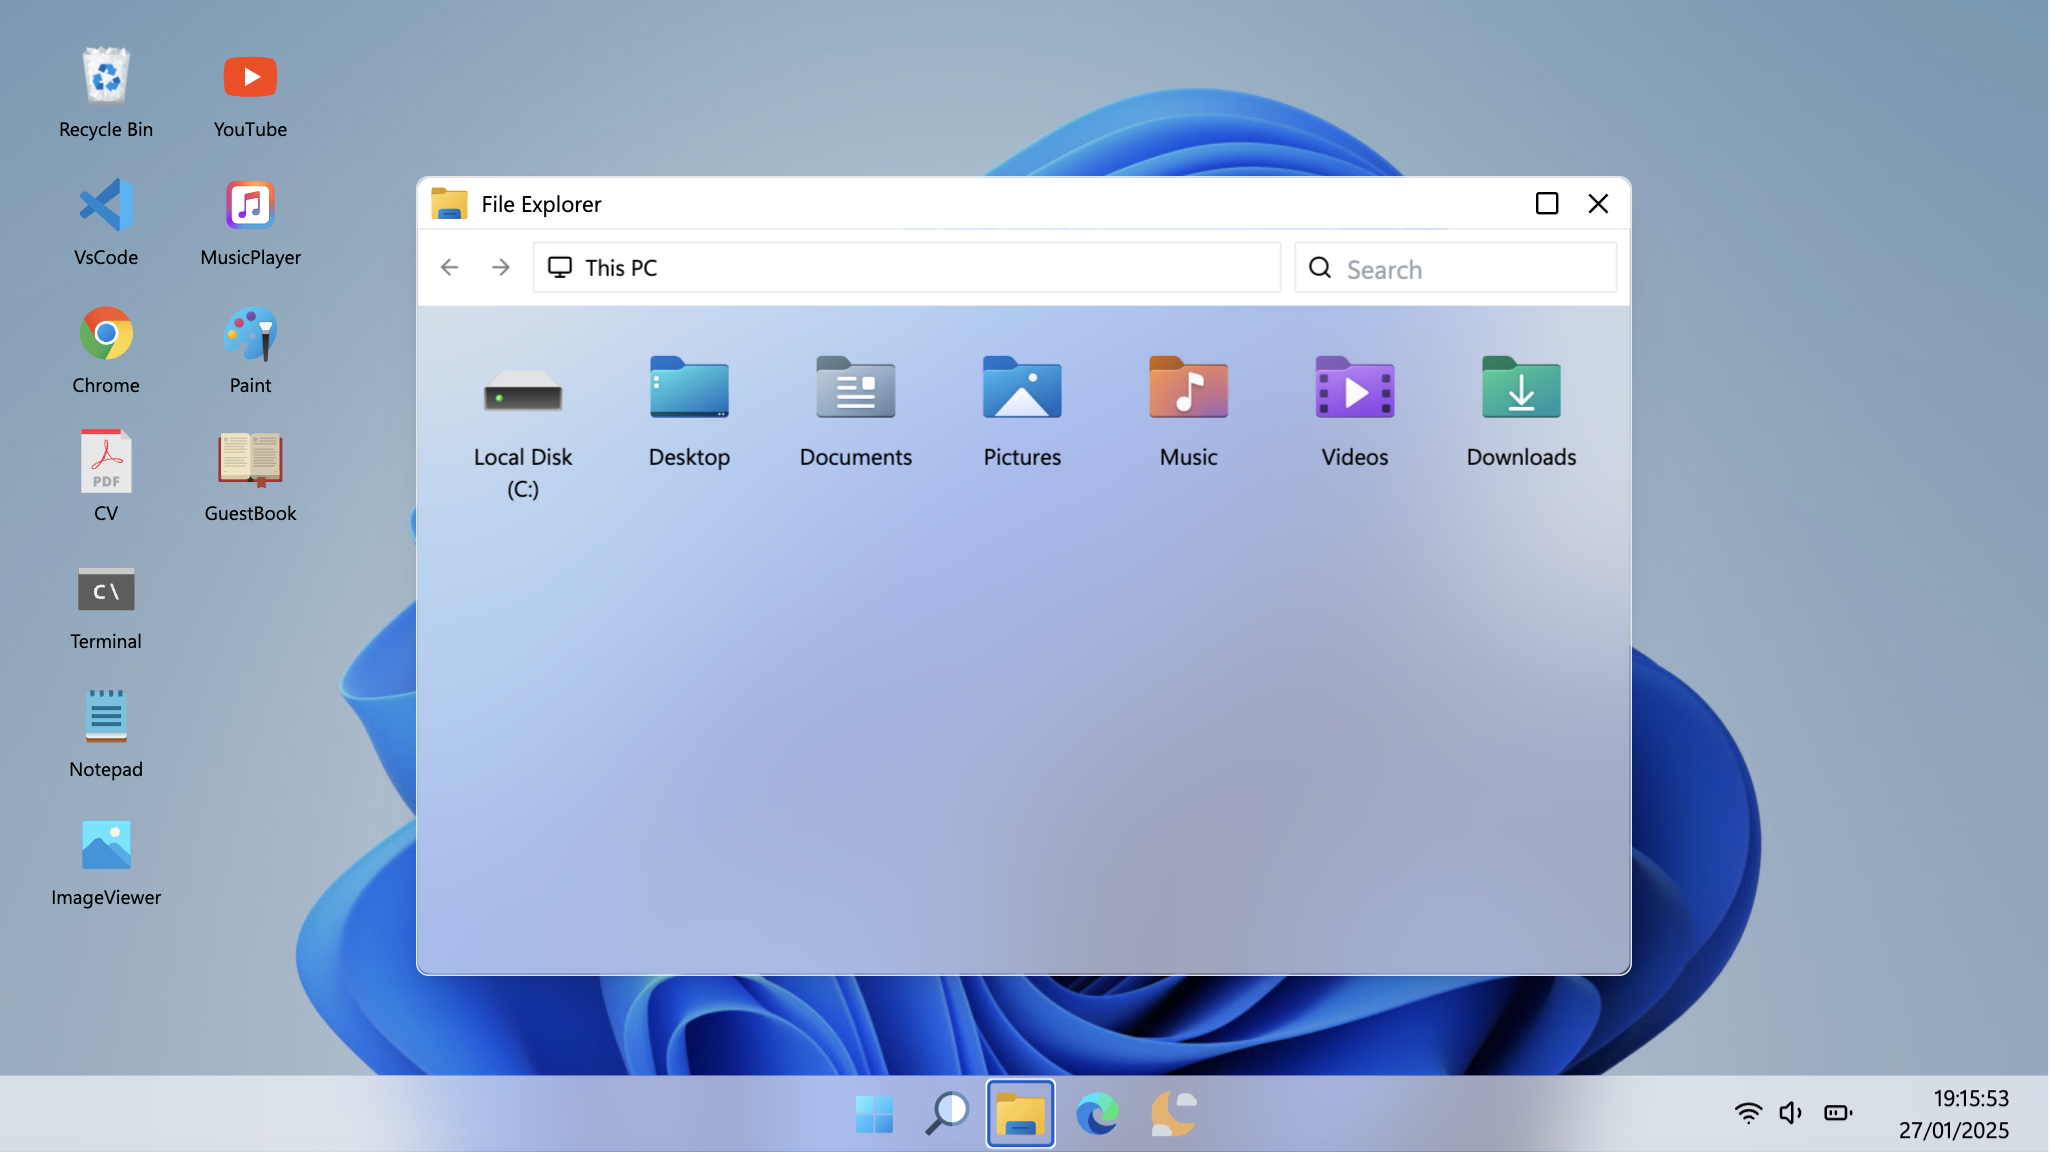 Recycle Bin
YouTube
VsCode
MusicPlayer
Chrome
Paint
PDF
CV
GuestBook
C\
Terminal
Notepad
ImageViewer
File Explorer
This PC
Search
Local Disk
(C:)
Desktop
Documents
Pictures
Music
Videos
Downloads
19:15:53
27/01/2025